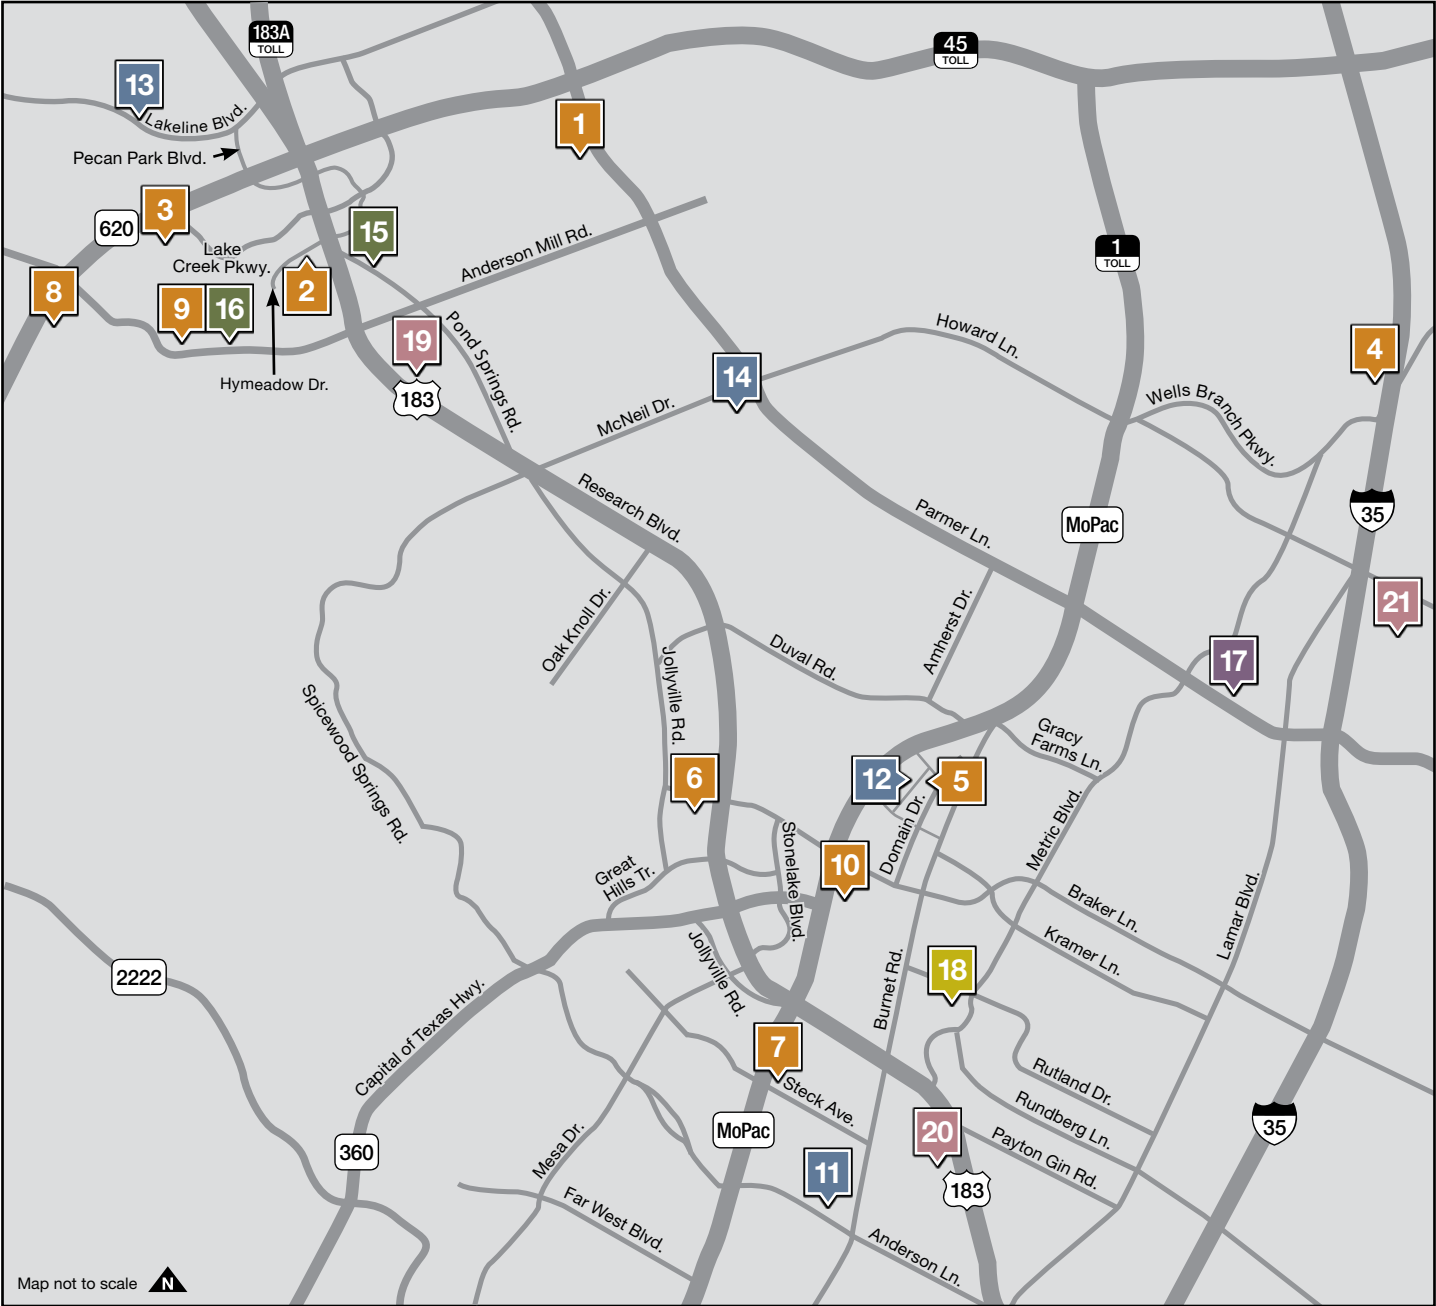 183A
TOLL
45
TOLL
13
1
Lakeline Blvd.
Pecan Park Blvd.
3
620
15
Lake
Creek Pkwy.
Anderson Mill Rd.
1
TOLL
8
9
16
2
Hymeadow Dr.
19
183
Pond Springs Rd.
14
Howard Ln.
4
McNeil Dr.
Wells Branch Pkwy.
Research Blvd.
Parmer Ln.
MoPac
35
21
Oak Knoll Dr.
Amherst Dr.
Duval Rd.
17
Jollyville Rd.
Spicewood Springs Rd.
Gracy
Farms Ln.
6
12
5
Domain Dr.
Metric Blvd.
Stonelake Blvd.
10
Great
Hills Tr.
Braker Ln.
Kramer Ln.
Lamar Blvd.
2222
Jollyville Rd.
Burnet Rd.
18
Capital of Texas Hwy.
7
Steck Ave.
Rutland Dr.
Rundberg Ln.
35
MoPac
20
Payton Gin Rd.
360
Mesa Dr.
11
183
Far West Blvd.
Anderson Ln.
Map not to scale
N